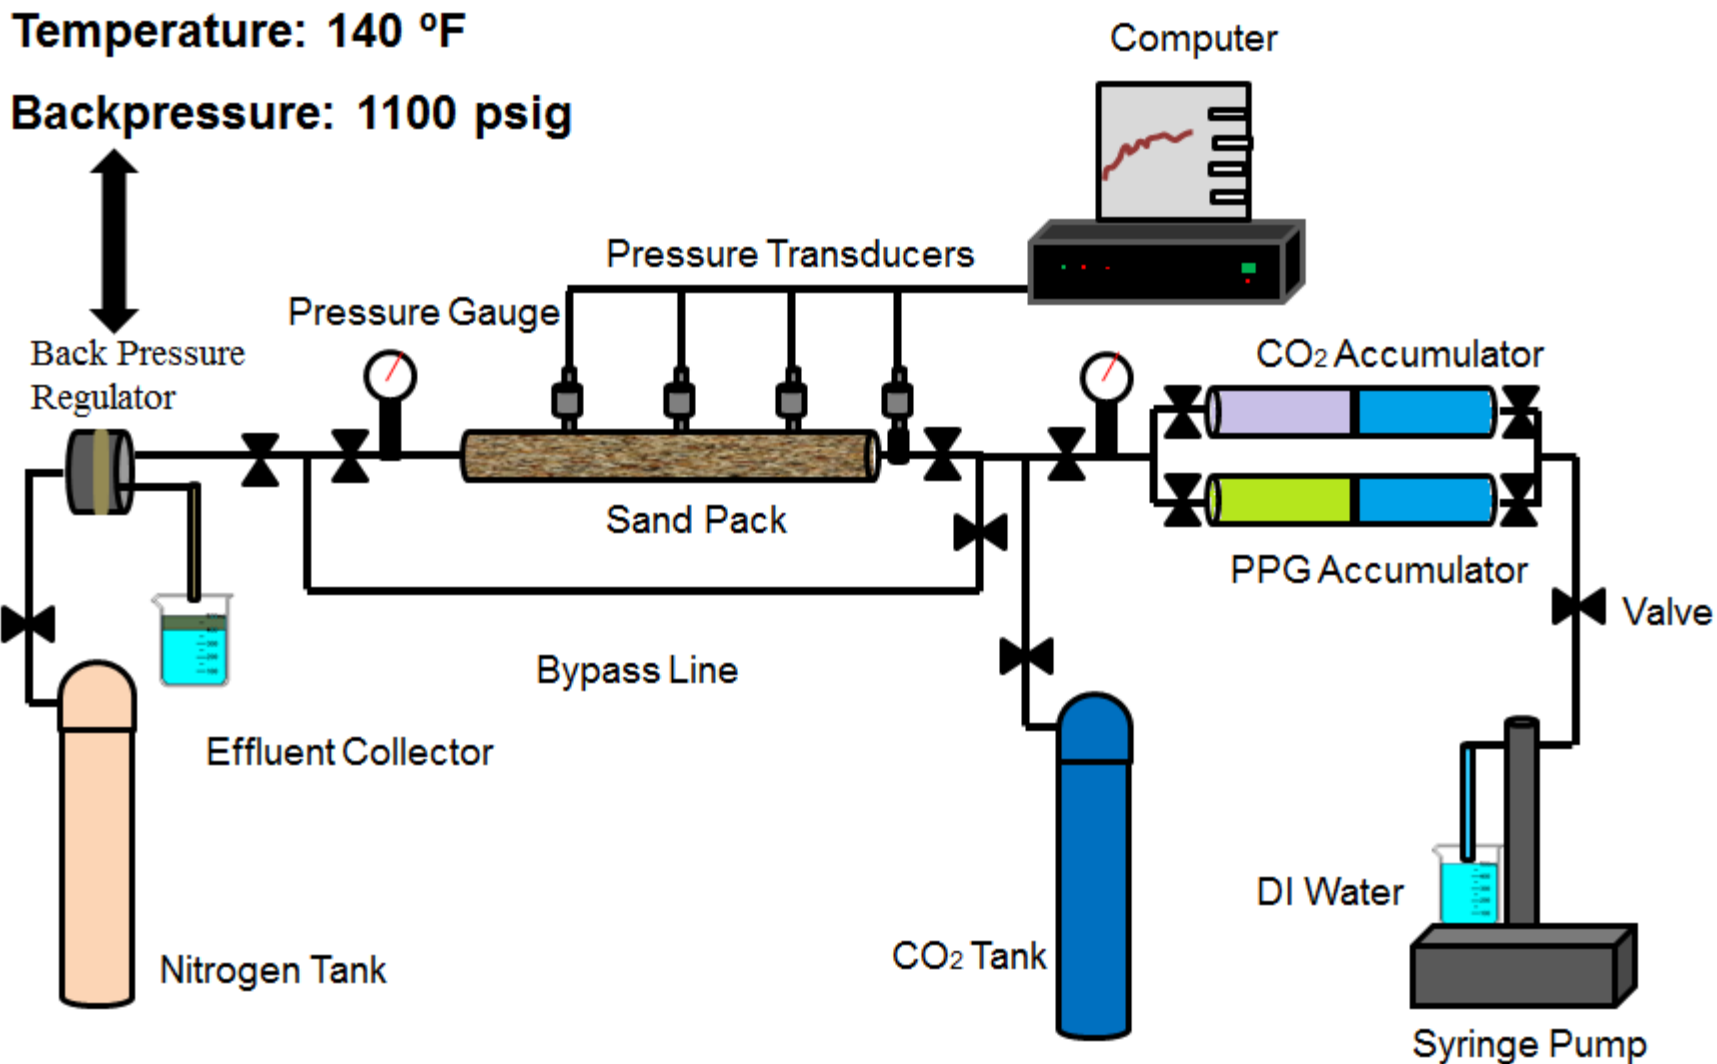 Temperature: 140 ºF
Computer
Backpressure: 1100 psig
Pressure Transducers
Pressure Gauge
Back Pressure
Regulator
CO₂ Accumulator
Sand Pack
PPG Accumulator
Valve
Bypass Line
Effluent Collector
DI Water
CO₂ Tank
Nitrogen Tank
Syringe Pump